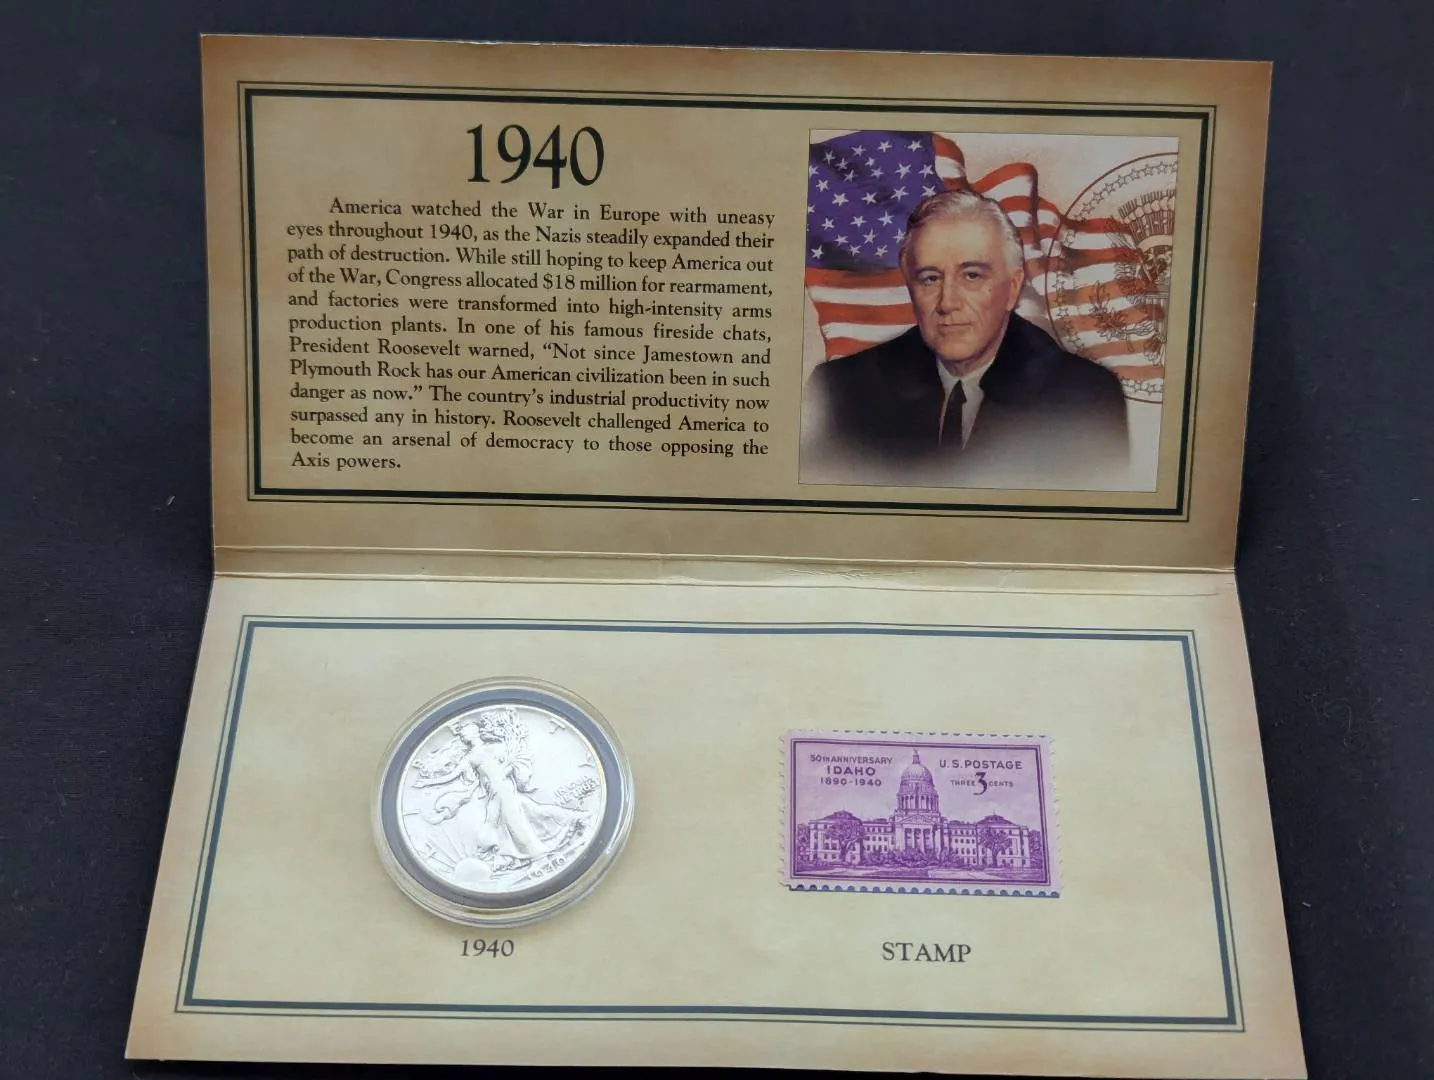 1940
America watched the War in Europe with uneasy
eyes throughout 1940, as the Nazis steadily expanded their
path of destruction. While still hoping to keep America out
of the War, Congress allocated $18 million for rearmament,
and factories were transformed into high-intensity arms
production plants. In one of his famous fireside chats,
President Roosevelt warned, “Not since Jamestown and
Plymouth Rock has our American civilization been in such
danger as now.” The country’s industrial productivity now
surpassed any in history. Roosevelt challenged America to
become an arsenal of democracy to those opposing the
Axis powers.
1940
50TH ANNIVERSARY
IDAHO
1890-1940
U.S. POSTAGE
THREE 3 CENTS
1940
STAMP